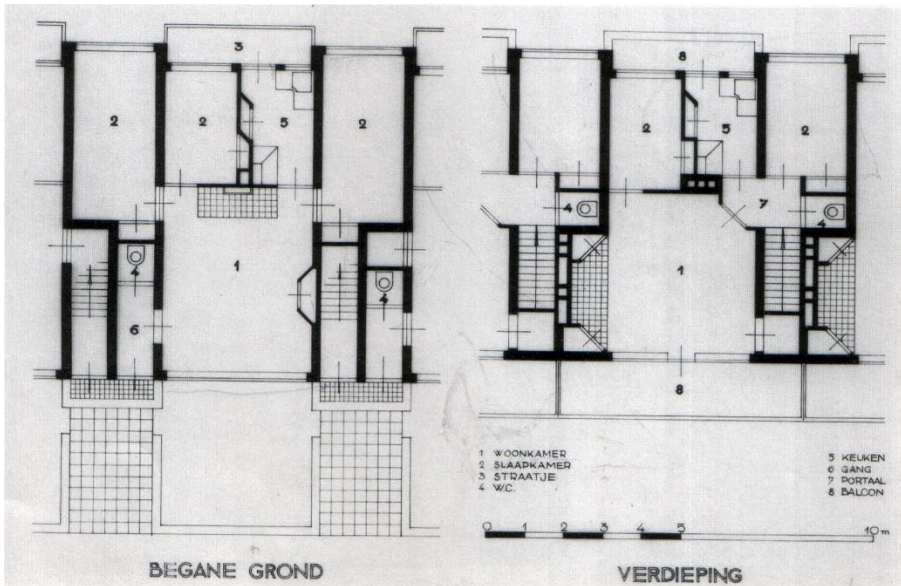 3
8
2
2
5
2
2
5
2
4
7
4
1
1
4
4
6
8
1 WOONKAMER
2 SLAAPKAMER
3 STRAATJE
4 W.C.
5 KEUKEN
6 GANG
7 PORTAAL
8 BALCON
0 1 2 3 4 5 10 m
BEGANE GROND
VERDIEPING